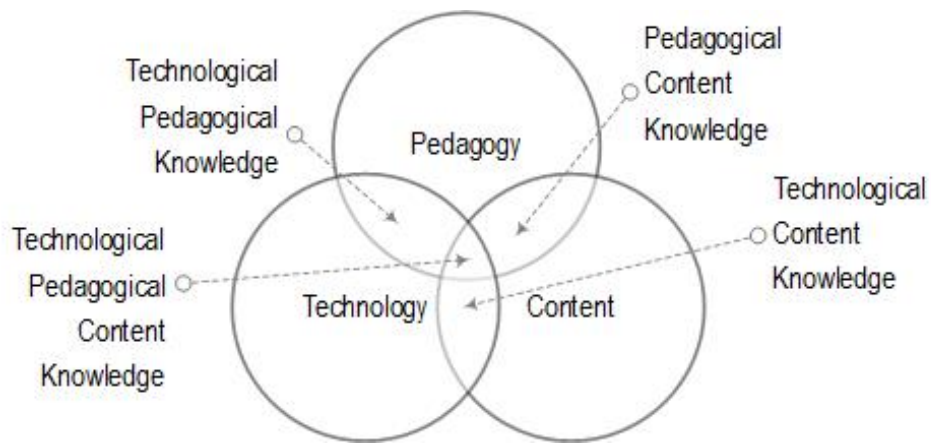 Technological
Pedagogical
Knowledge
Pedagogical
Content
Knowledge
Pedagogy
Technological
Content
Knowledge
Technological
Pedagogical
Content
Knowledge
Technology
Content